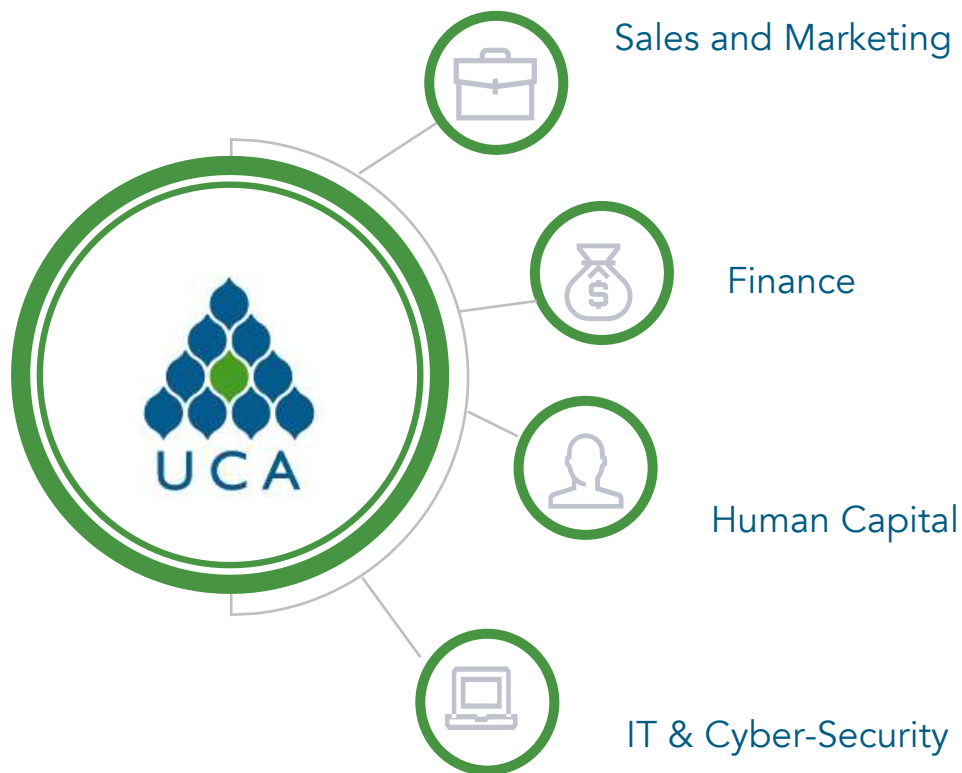 Sales and Marketing
Finance
$
UCA
Human Capital
IT & Cyber-Security